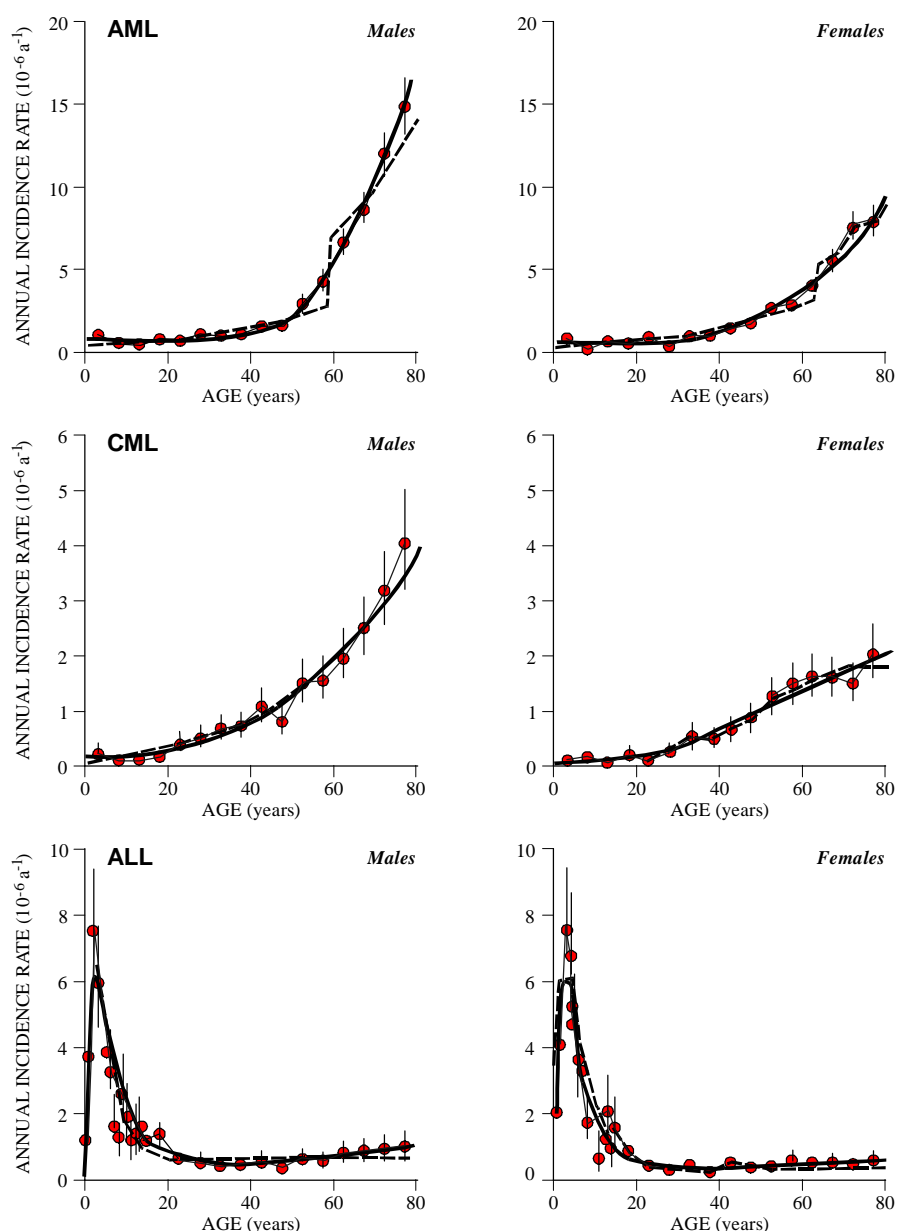 AML Males
ANNUAL INCIDENCE RATE (10⁻⁶ a⁻¹)
20
15
10
5
0
0 20 40 60 80
AGE (years)
Females
20
15
10
5
0
0 20 40 60 80
AGE (years)
CML Males
ANNUAL INCIDENCE RATE (10⁻⁶ a⁻¹)
6
5
4
3
2
1
0
0 20 40 60 80
AGE (years)
Females
6
5
4
3
2
1
0
0 20 40 60 80
AGE (years)
ALL Males
ANNUAL INCIDENCE RATE (10⁻⁶ a⁻¹)
10
8
6
4
2
0
0 20 40 60 80
AGE (years)
Females
10
8
6
4
2
0
0 20 40 60 80
AGE (years)